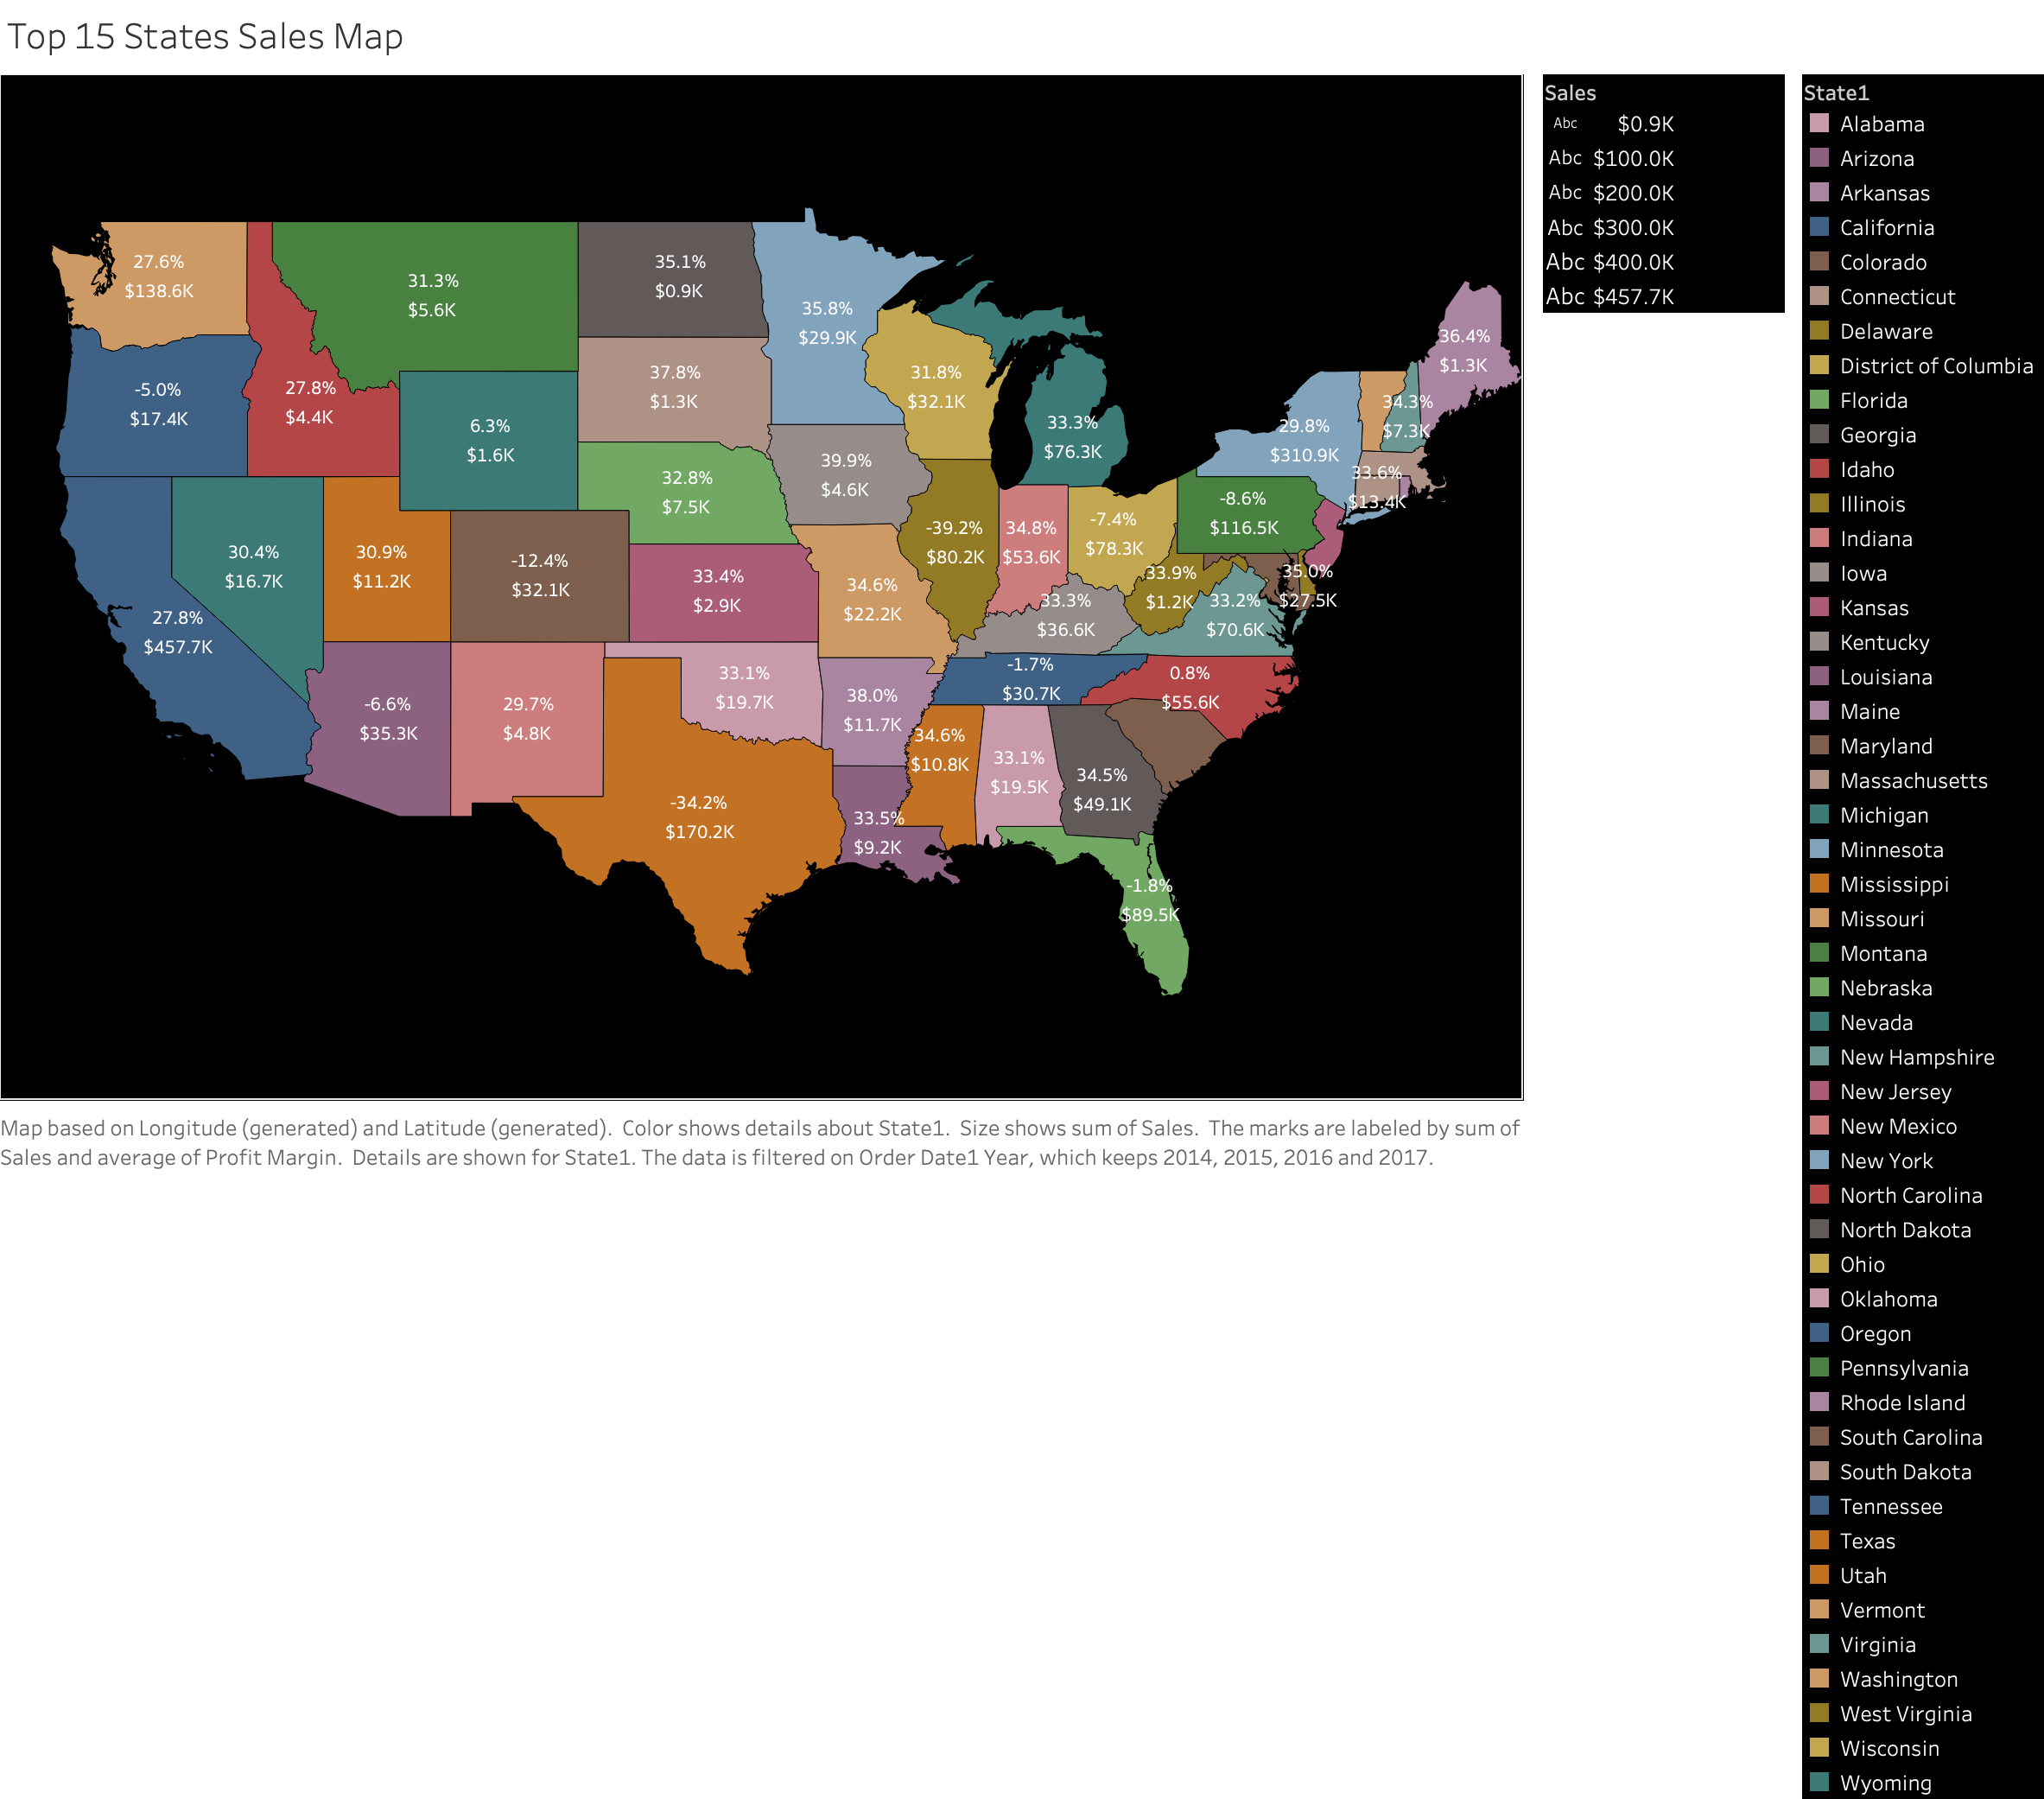 Top 15 States Sales Map
27.6%
$138.6K
31.3%
$5.6K
35.1%
$0.9K
35.8%
$29.9K
36.4%
$1.3K
-5.0%
$17.4K
27.8%
$4.4K
6.3%
$1.6K
37.8%
$1.3K
31.8%
$32.1K
33.3%
$76.3K
34.3%
$7.3K
29.8%
$310.9K
33.6%
$13.4K
32.8%
$7.5K
39.9%
$4.6K
-8.6%
$116.5K
30.4%
$16.7K
30.9%
$11.2K
-12.4%
$32.1K
33.4%
$2.9K
34.6%
$22.2K
-39.2%
$80.2K
34.8%
$53.6K
-7.4%
$78.3K
33.9%
$1.2K
35.0%
$27.5K
33.2%
$70.6K
33.3%
$36.6K
27.8%
$457.7K
-6.6%
$35.3K
29.7%
$4.8K
33.1%
$19.7K
38.0%
$11.7K
-1.7%
$30.7K
0.8%
$55.6K
34.6%
$10.8K
33.1%
$19.5K
34.5%
$49.1K
-34.2%
$170.2K
33.5%
$9.2K
-1.8%
$89.5K
Map based on Longitude (generated) and Latitude (generated).  Color shows details about State1.  Size shows sum of Sales.  The marks are labeled by sum of
Sales and average of Profit Margin.  Details are shown for State1. The data is filtered on Order Date1 Year, which keeps 2014, 2015, 2016 and 2017.
Sales
Abc $0.9K
Abc $100.0K
Abc $200.0K
Abc $300.0K
Abc $400.0K
Abc $457.7K
State1
Alabama
Arizona
Arkansas
California
Colorado
Connecticut
Delaware
District of Columbia
Florida
Georgia
Idaho
Illinois
Indiana
Iowa
Kansas
Kentucky
Louisiana
Maine
Maryland
Massachusetts
Michigan
Minnesota
Mississippi
Missouri
Montana
Nebraska
Nevada
New Hampshire
New Jersey
New Mexico
New York
North Carolina
North Dakota
Ohio
Oklahoma
Oregon
Pennsylvania
Rhode Island
South Carolina
South Dakota
Tennessee
Texas
Utah
Vermont
Virginia
Washington
West Virginia
Wisconsin
Wyoming